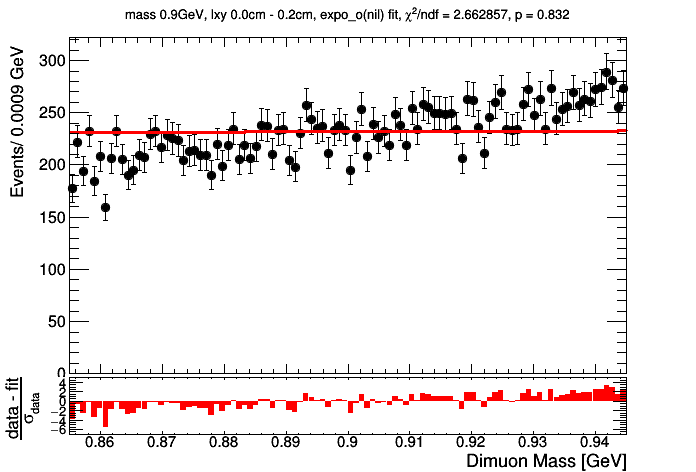 mass 0.9GeV, lxy 0.0cm - 0.2cm, expo_o(nil) fit, χ²/ndf = 2.662857, p = 0.832
Events/ 0.0009 GeV
300
250
200
150
100
50
0
data - fit
σdata
4
2
0
−2
−4
−6
0.86 0.87 0.88 0.89 0.9 0.91 0.92 0.93 0.94
Dimuon Mass [GeV]